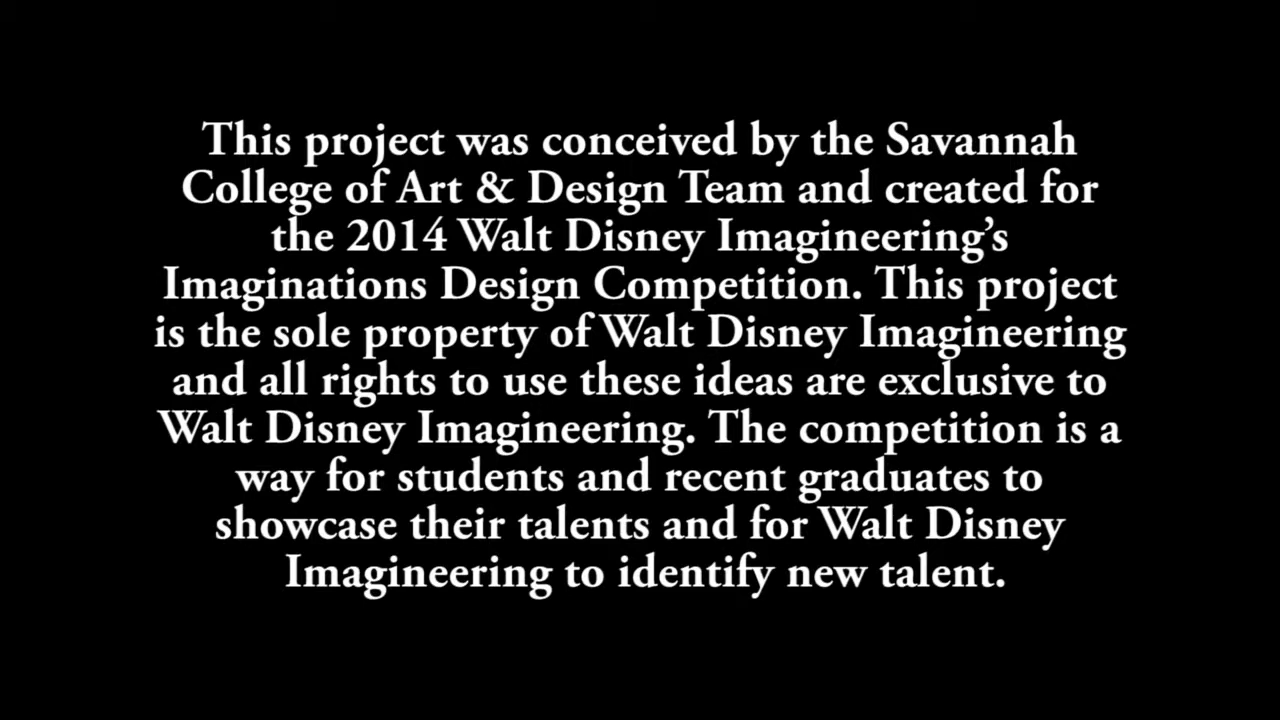 This project was conceived by the Savannah
College of Art & Design Team and created for
the 2014 Walt Disney Imagineering’s
Imaginations Design Competition. This project
is the sole property of Walt Disney Imagineering
and all rights to use these ideas are exclusive to
Walt Disney Imagineering. The competition is a
way for students and recent graduates to
showcase their talents and for Walt Disney
Imagineering to identify new talent.